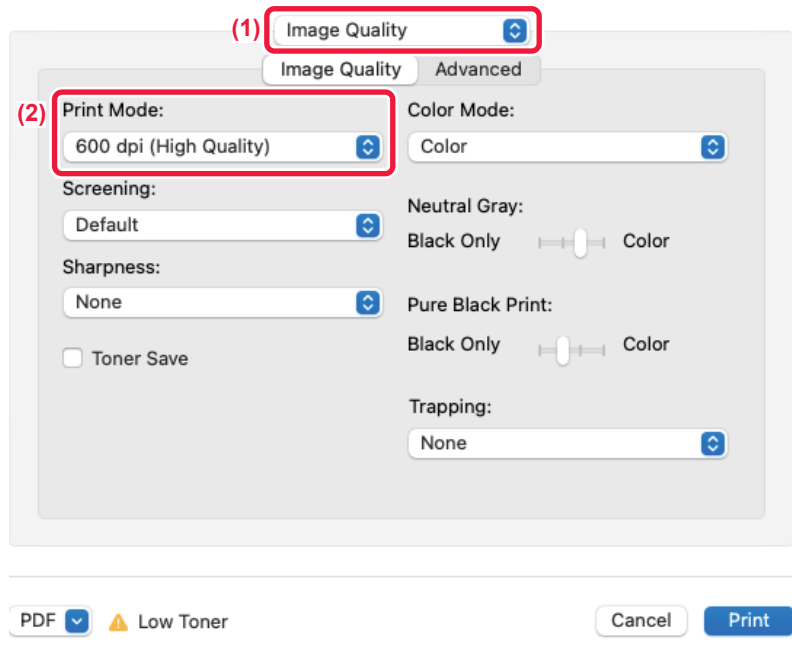 (1) Image Quality
Image Quality Advanced
(2) Print Mode:
600 dpi (High Quality)
Screening:
Default
Sharpness:
None
Toner Save
Color Mode:
Color
Neutral Gray:
Black Only Color
Pure Black Print:
Black Only Color
Trapping:
None
PDF Low Toner Cancel Print